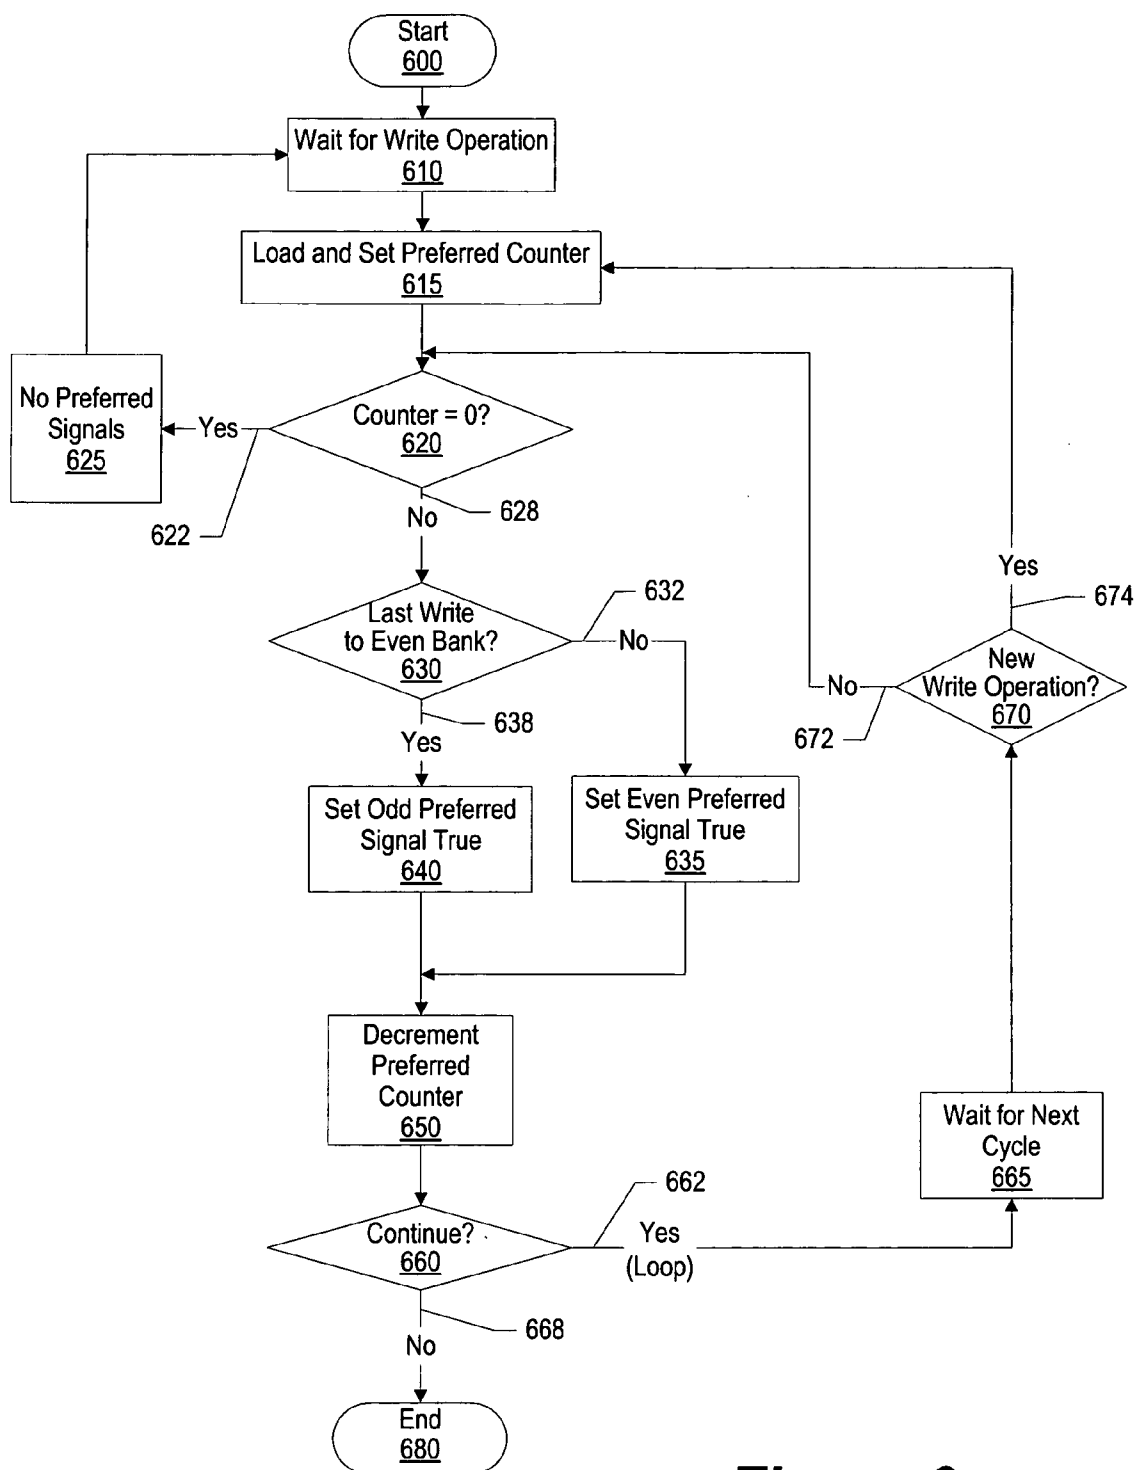 Start
600
Wait for Write Operation
610
Load and Set Preferred Counter
615
No Preferred
Signals
625
Yes
Counter = 0?
620
622
628
No
Last Write
to Even Bank?
630
632
No
638
Yes
Set Odd Preferred
Signal True
640
Set Even Preferred
Signal True
635
Decrement
Preferred
Counter
650
Continue?
660
662
Yes
(Loop)
668
No
End
680
Wait for Next
Cycle
665
New
Write Operation?
670
No
672
Yes
674